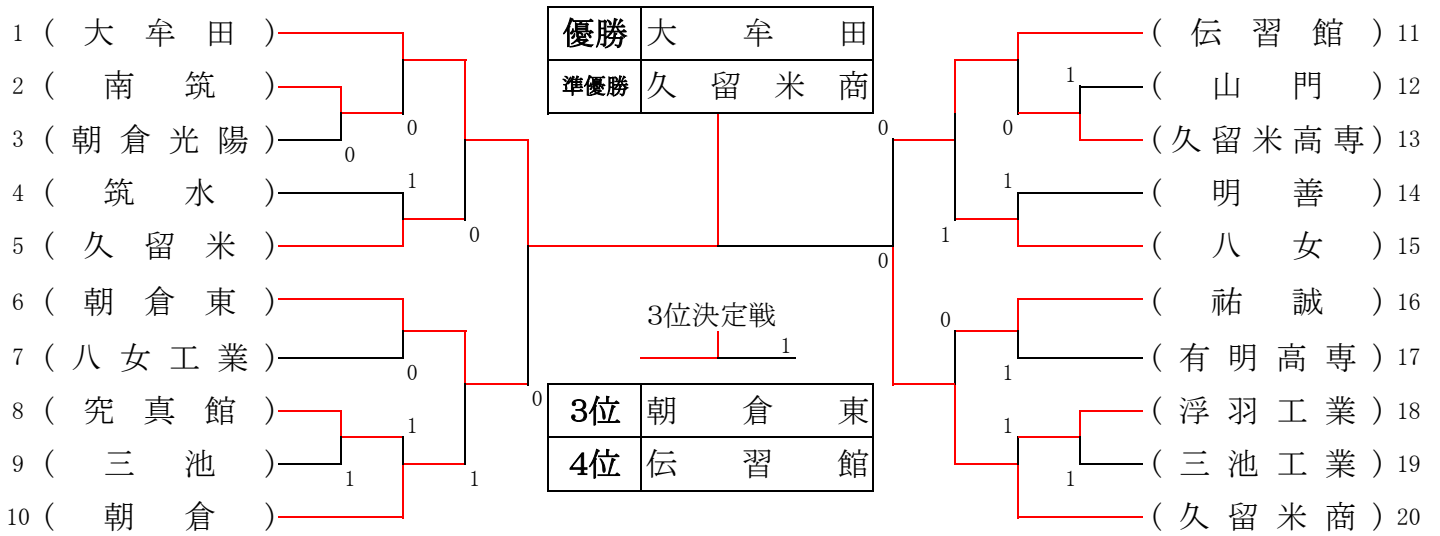 1 ( 大 牟 田 )
2 ( 南 筑 )
3 ( 朝 倉 光 陽 )
4 ( 筑 水 )
5 ( 久 留 米 )
6 ( 朝 倉 東 )
7 ( 八 女 工 業 )
8 ( 究 真 館 )
9 ( 三 池 )
10 ( 朝 倉 )
0
0
1
0
0
1
1
1
0
優勝 大 牟 田
準優勝 久 留 米 商
3位決定戦
1
3位 朝 倉 東
4位 伝 習 館
0
0
1
0
1
1
0
1
1
1
( 伝 習 館 ) 11
( 山 門 ) 12
( 久 留 米 高 専 ) 13
( 明 善 ) 14
( 八 女 ) 15
( 祐 誠 ) 16
( 有 明 高 専 ) 17
( 浮 羽 工 業 ) 18
( 三 池 工 業 ) 19
( 久 留 米 商 ) 20